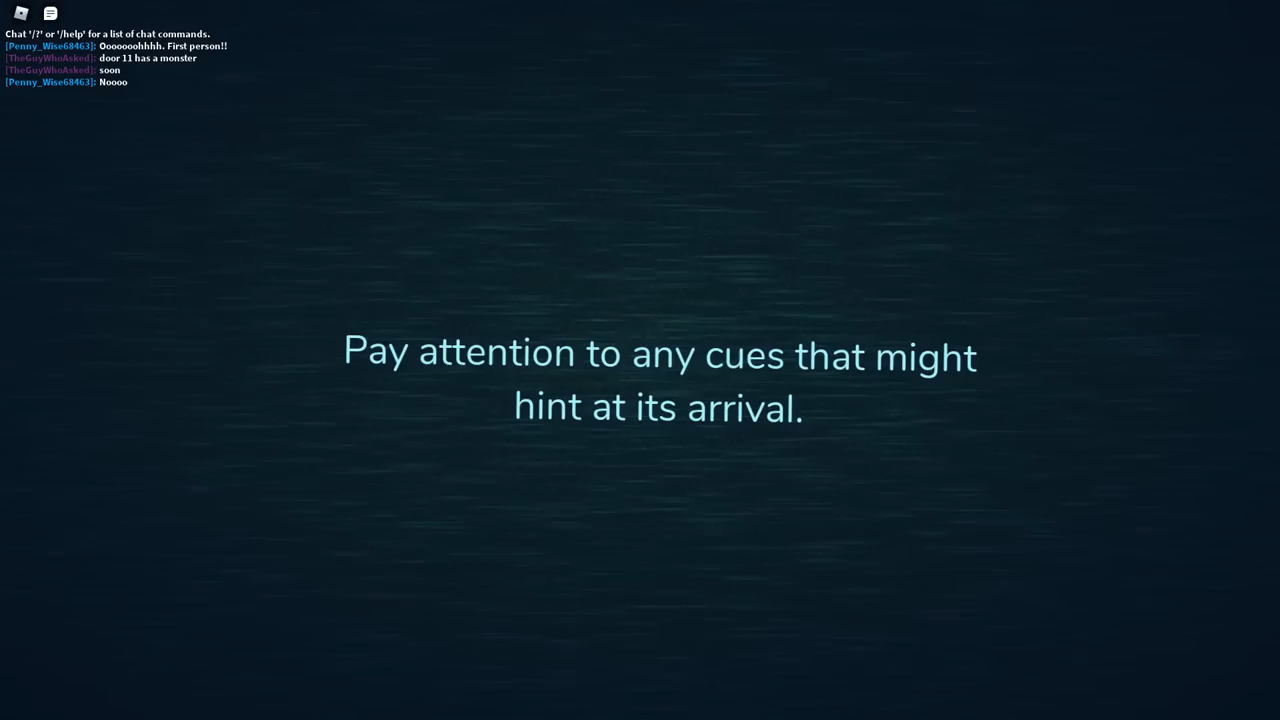 Chat '/?' or '/help' for a list of chat commands.
[Penny_Wise68463]: Ooooooohhhh. First person!!
[TheGuyWhoAsked]: door 11 has a monster
[TheGuyWhoAsked]: soon
[Penny_Wise68463]: Noooo
Pay attention to any cues that might
hint at its arrival.